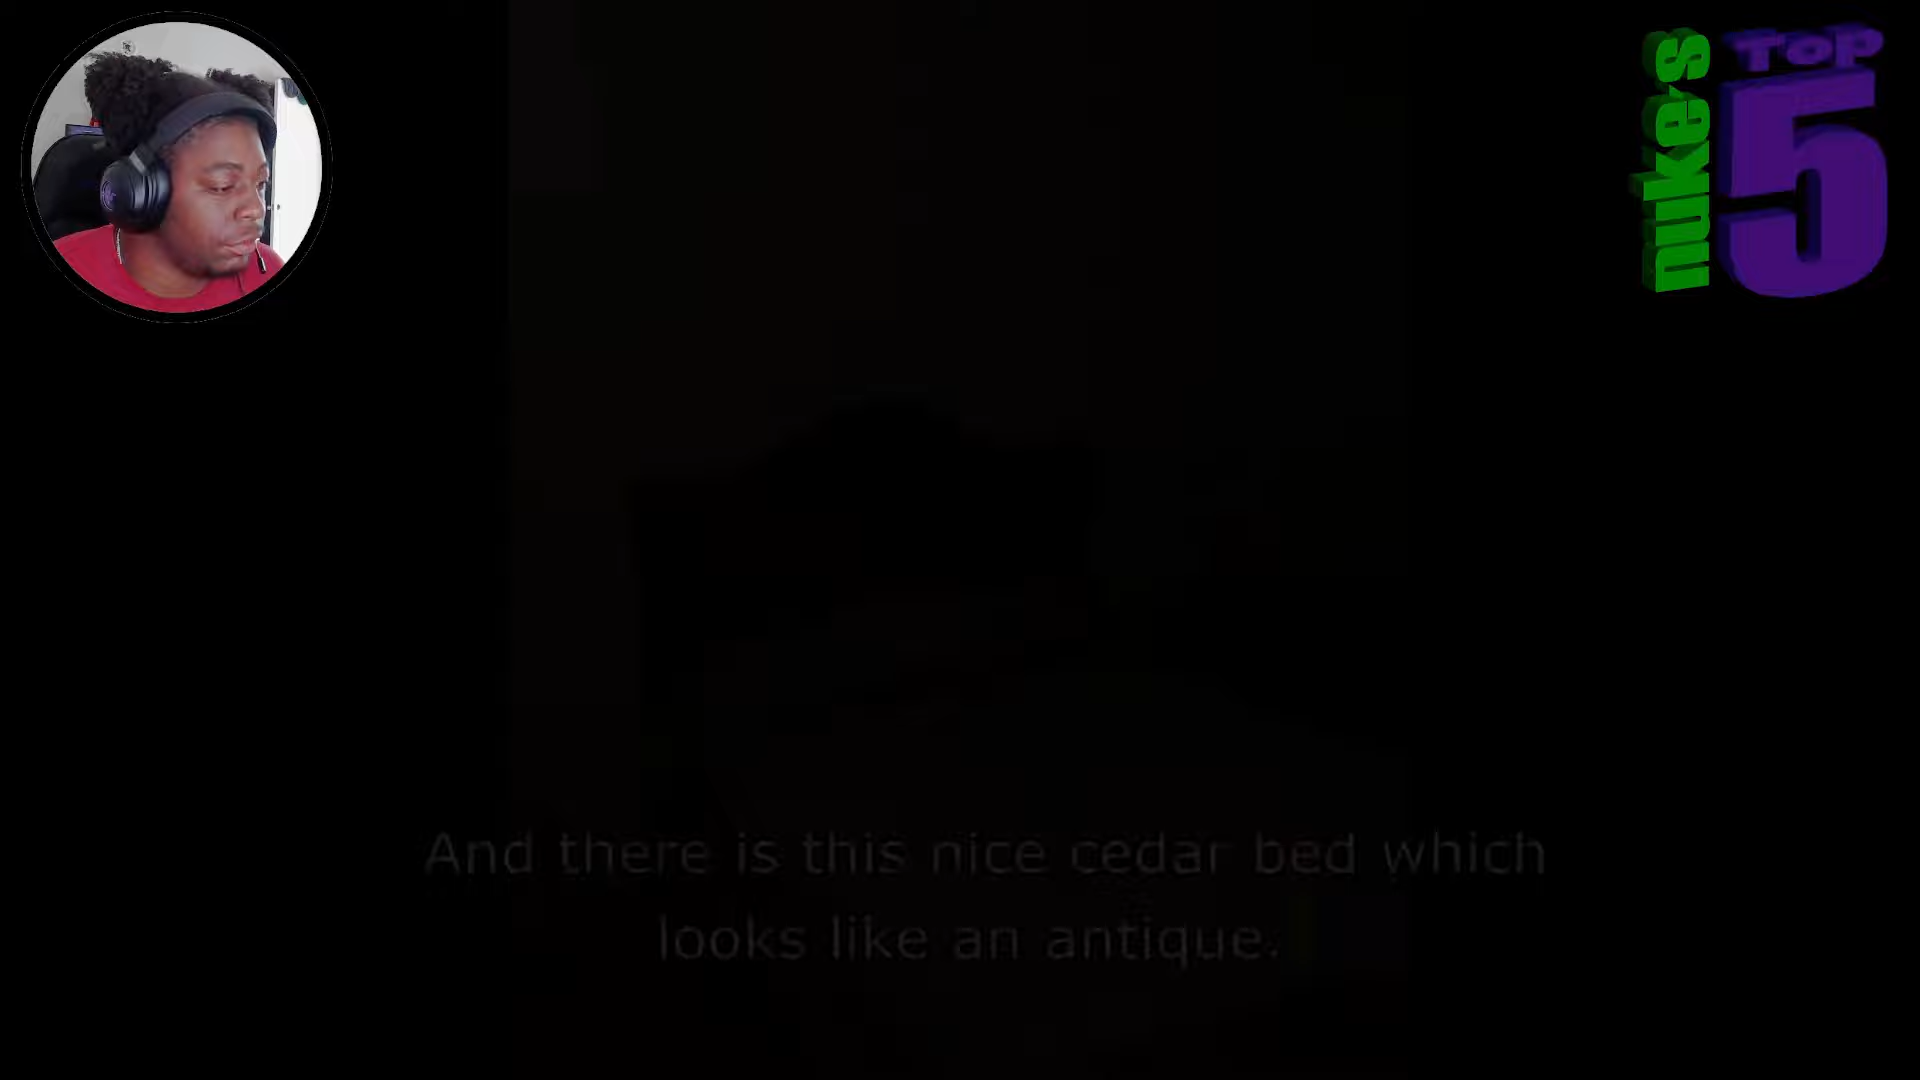 nuke's
Top
5
And there is this nice cedar bed which
looks like an antique.